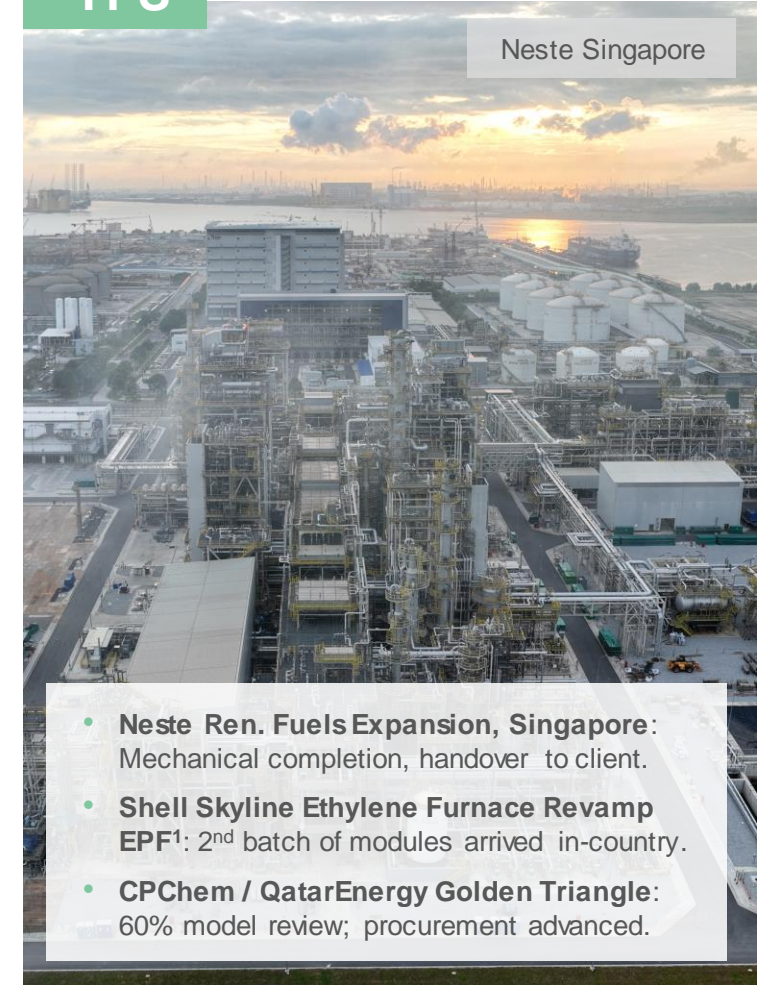 Neste Singapore
• Neste Ren. Fuels Expansion, Singapore:
Mechanical completion, handover to client.
• Shell Skyline Ethylene Furnace Revamp
EPF¹: 2ⁿᵈ batch of modules arrived in-country.
• CPChem / QatarEnergy Golden Triangle:
60% model review; procurement advanced.